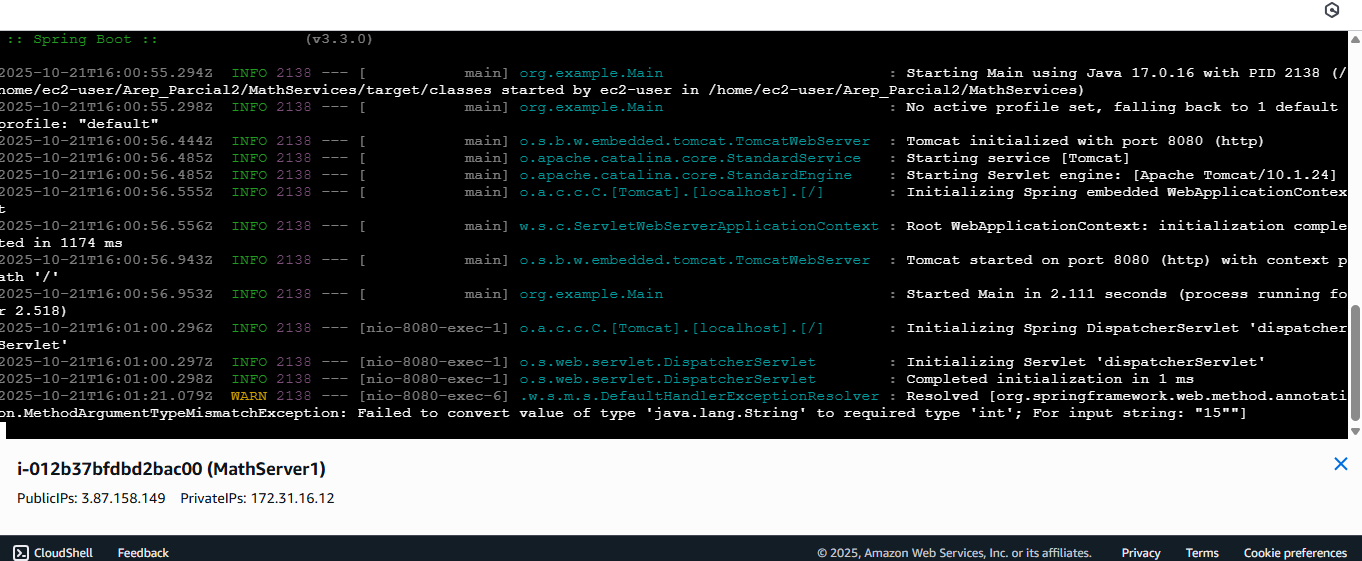 :: Spring Boot ::                (v3.3.0)
2025-10-21T16:00:55.294Z  INFO 2138 --- [           main] org.example.Main                         : Starting Main using Java 17.0.16 with PID 2138 (/
home/ec2-user/Arep_Parcial2/MathServices/target/classes started by ec2-user in /home/ec2-user/Arep_Parcial2/MathServices)
2025-10-21T16:00:55.298Z  INFO 2138 --- [           main] org.example.Main                         : No active profile set, falling back to 1 default
profile: "default"
2025-10-21T16:00:56.444Z  INFO 2138 --- [           main] o.s.b.w.embedded.tomcat.TomcatWebServer  : Tomcat initialized with port 8080 (http)
2025-10-21T16:00:56.485Z  INFO 2138 --- [           main] o.apache.catalina.core.StandardService   : Starting service [Tomcat]
2025-10-21T16:00:56.485Z  INFO 2138 --- [           main] o.apache.catalina.core.StandardEngine    : Starting Servlet engine: [Apache Tomcat/10.1.24]
2025-10-21T16:00:56.555Z  INFO 2138 --- [           main] o.a.c.c.C.[Tomcat].[localhost].[/]       : Initializing Spring embedded WebApplicationContex
t
2025-10-21T16:00:56.556Z  INFO 2138 --- [           main] w.s.c.ServletWebServerApplicationContext : Root WebApplicationContext: initialization comple
ted in 1174 ms
2025-10-21T16:00:56.943Z  INFO 2138 --- [           main] o.s.b.w.embedded.tomcat.TomcatWebServer  : Tomcat started on port 8080 (http) with context p
ath '/'
2025-10-21T16:00:56.953Z  INFO 2138 --- [           main] org.example.Main                         : Started Main in 2.111 seconds (process running fo
r 2.518)
2025-10-21T16:01:00.296Z  INFO 2138 --- [nio-8080-exec-1] o.a.c.c.C.[Tomcat].[localhost].[/]       : Initializing Spring DispatcherServlet 'dispatcher
Servlet'
2025-10-21T16:01:00.297Z  INFO 2138 --- [nio-8080-exec-1] o.s.web.servlet.DispatcherServlet        : Initializing Servlet 'dispatcherServlet'
2025-10-21T16:01:00.298Z  INFO 2138 --- [nio-8080-exec-1] o.s.web.servlet.DispatcherServlet        : Completed initialization in 1 ms
2025-10-21T16:01:21.079Z  WARN 2138 --- [nio-8080-exec-6] .w.s.m.s.DefaultHandlerExceptionResolver : Resolved [org.springframework.web.method.annotati
on.MethodArgumentTypeMismatchException: Failed to convert value of type 'java.lang.String' to required type 'int'; For input string: "15""]
i-012b37bfdbd2bac00 (MathServer1)
PublicIPs: 3.87.158.149    PrivateIPs: 172.31.16.12
CloudShell    Feedback    © 2025, Amazon Web Services, Inc. or its affiliates.    Privacy    Terms    Cookie preferences